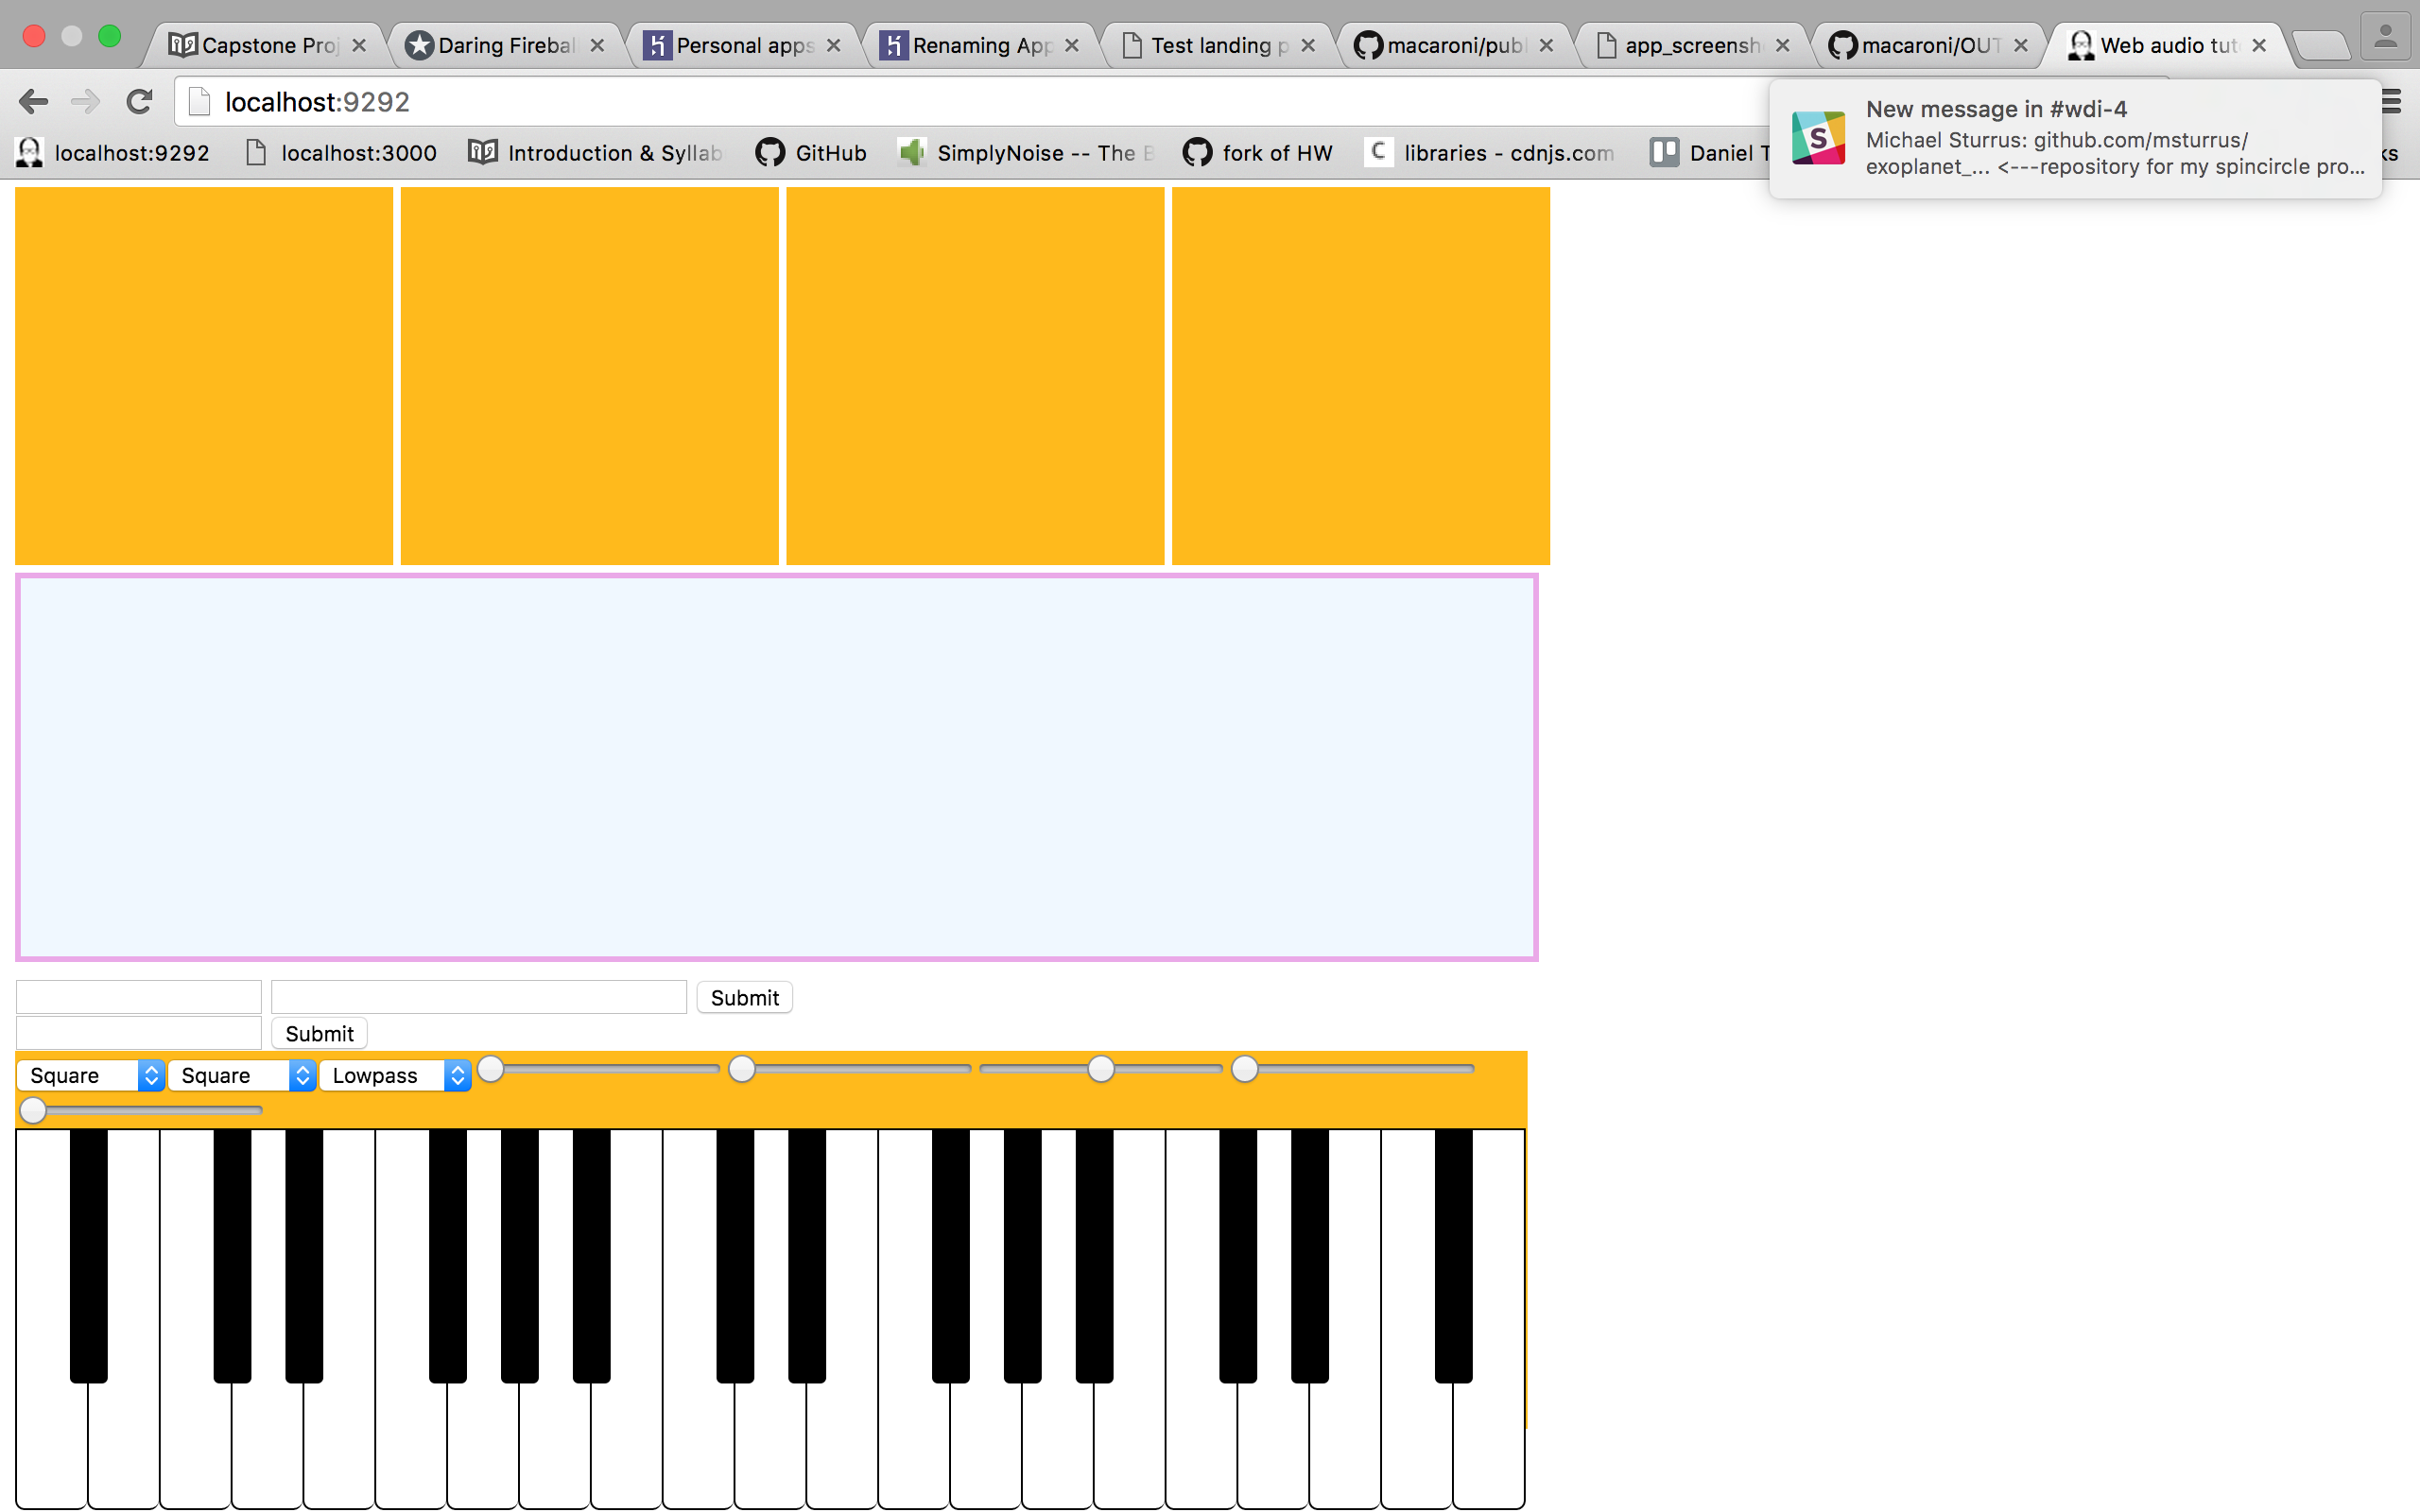 Capstone Proj
Daring Firebal
Personal apps
Renaming App
Test landing p
macaroni/publ
app_screensh
macaroni/OUT
Web audio tut
localhost:9292
New message in #wdi-4
Michael Sturrus: github.com/msturrus/
exoplanet_... <---repository for my spincircle pro...
localhost:9292
localhost:3000
Introduction & Syllab
GitHub
SimplyNoise -- The B
fork of HW
libraries - cdnjs.com
Daniel T
ks
Submit
Submit
Square
Square
Lowpass